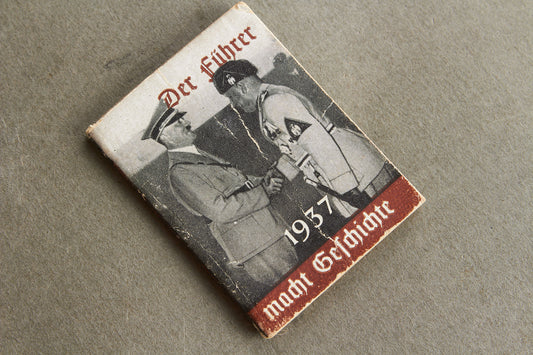 Der Führer
1937
macht Geschichte